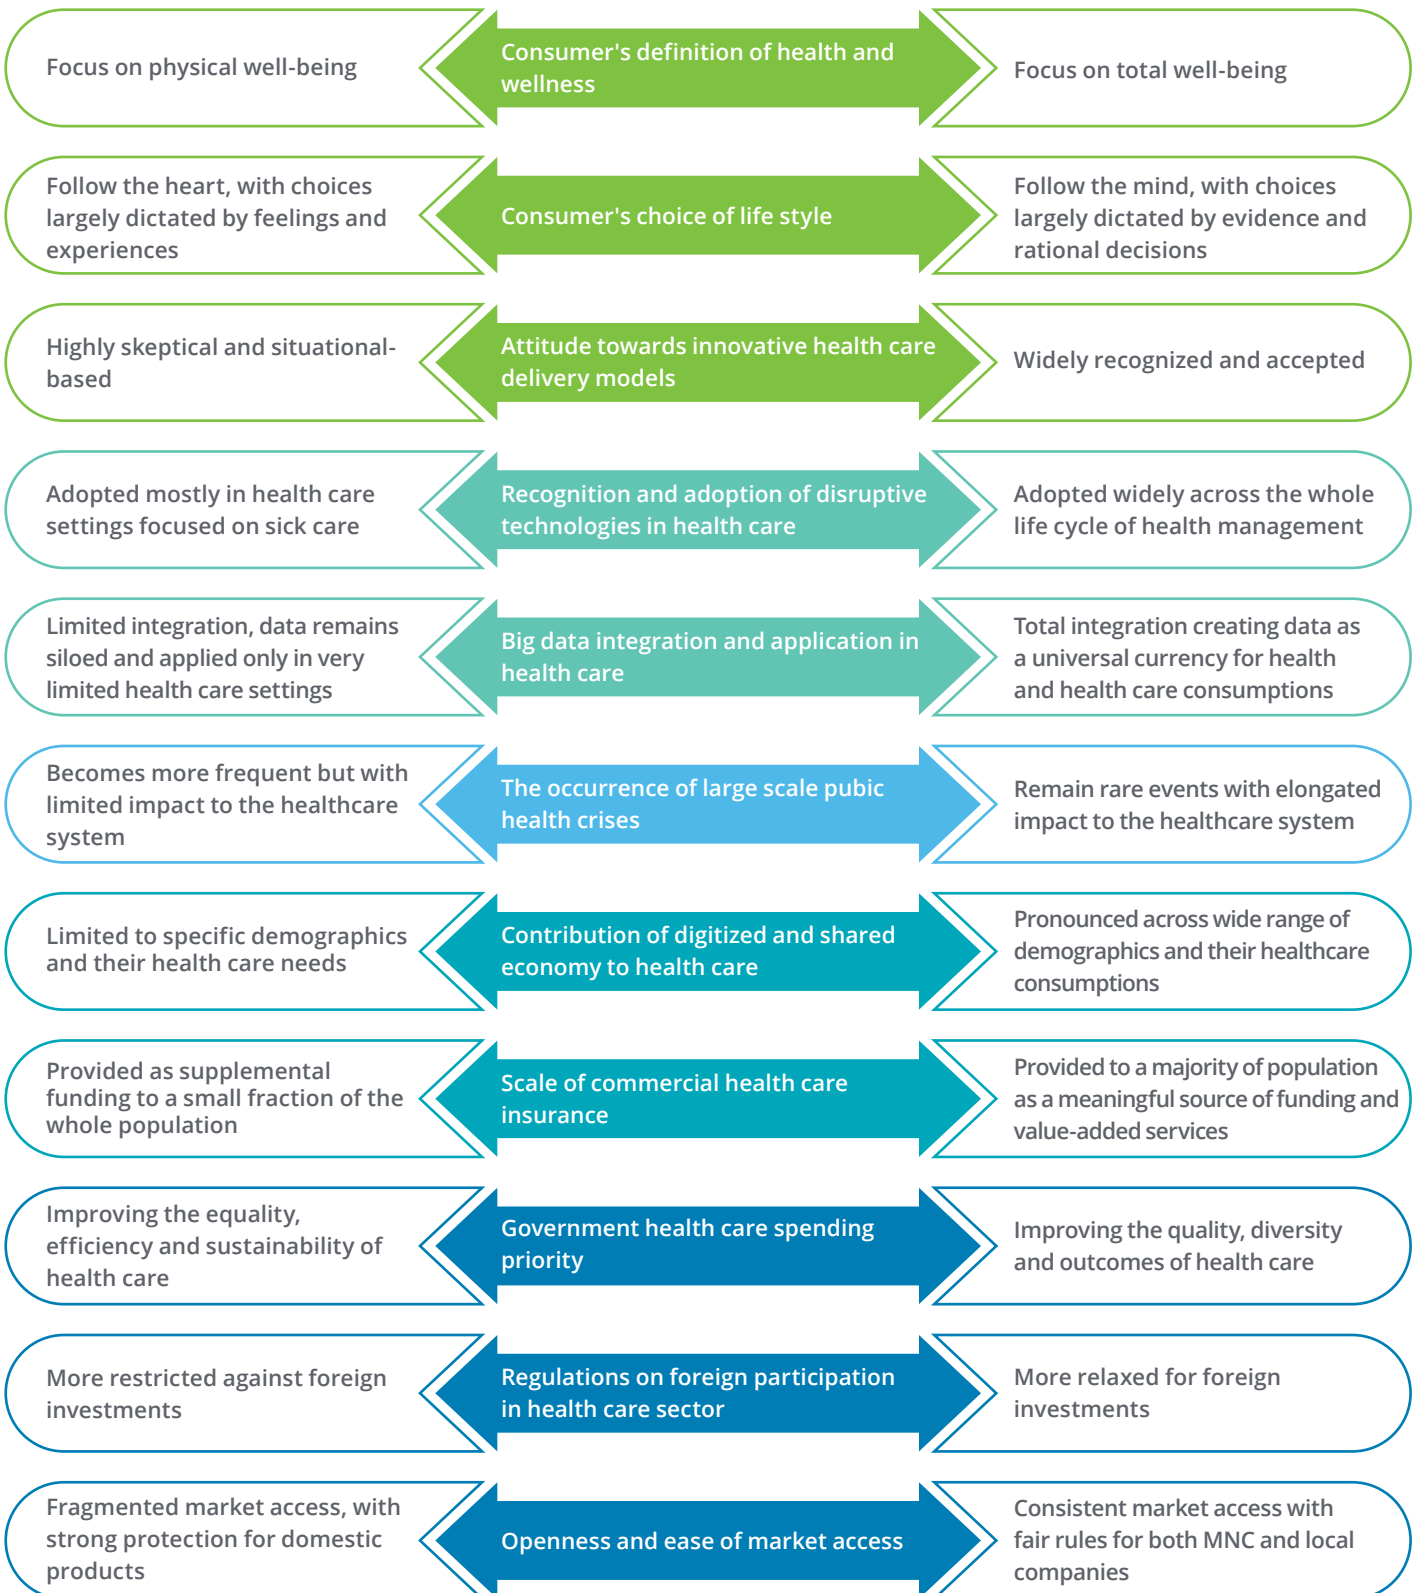 Focus on physical well-being
Consumer's definition of health and
wellness
Focus on total well-being
Follow the heart, with choices
largely dictated by feelings and
experiences
Consumer's choice of life style
Follow the mind, with choices
largely dictated by evidence and
rational decisions
Highly skeptical and situational-
based
Attitude towards innovative health care
delivery models
Widely recognized and accepted
Adopted mostly in health care
settings focused on sick care
Recognition and adoption of disruptive
technologies in health care
Adopted widely across the whole
life cycle of health management
Limited integration, data remains
siloed and applied only in very
limited health care settings
Big data integration and application in
health care
Total integration creating data as
a universal currency for health
and health care consumptions
Becomes more frequent but with
limited impact to the healthcare
system
The occurrence of large scale pubic
health crises
Remain rare events with elongated
impact to the healthcare system
Limited to specific demographics
and their health care needs
Contribution of digitized and shared
economy to health care
Pronounced across wide range of
demographics and their healthcare
consumptions
Provided as supplemental
funding to a small fraction of the
whole population
Scale of commercial health care
insurance
Provided to a majority of population
as a meaningful source of funding and
value-added services
Improving the equality,
efficiency and sustainability of
health care
Government health care spending
priority
Improving the quality, diversity
and outcomes of health care
More restricted against foreign
investments
Regulations on foreign participation
in health care sector
More relaxed for foreign
investments
Fragmented market access, with
strong protection for domestic
products
Openness and ease of market access
Consistent market access with
fair rules for both MNC and local
companies